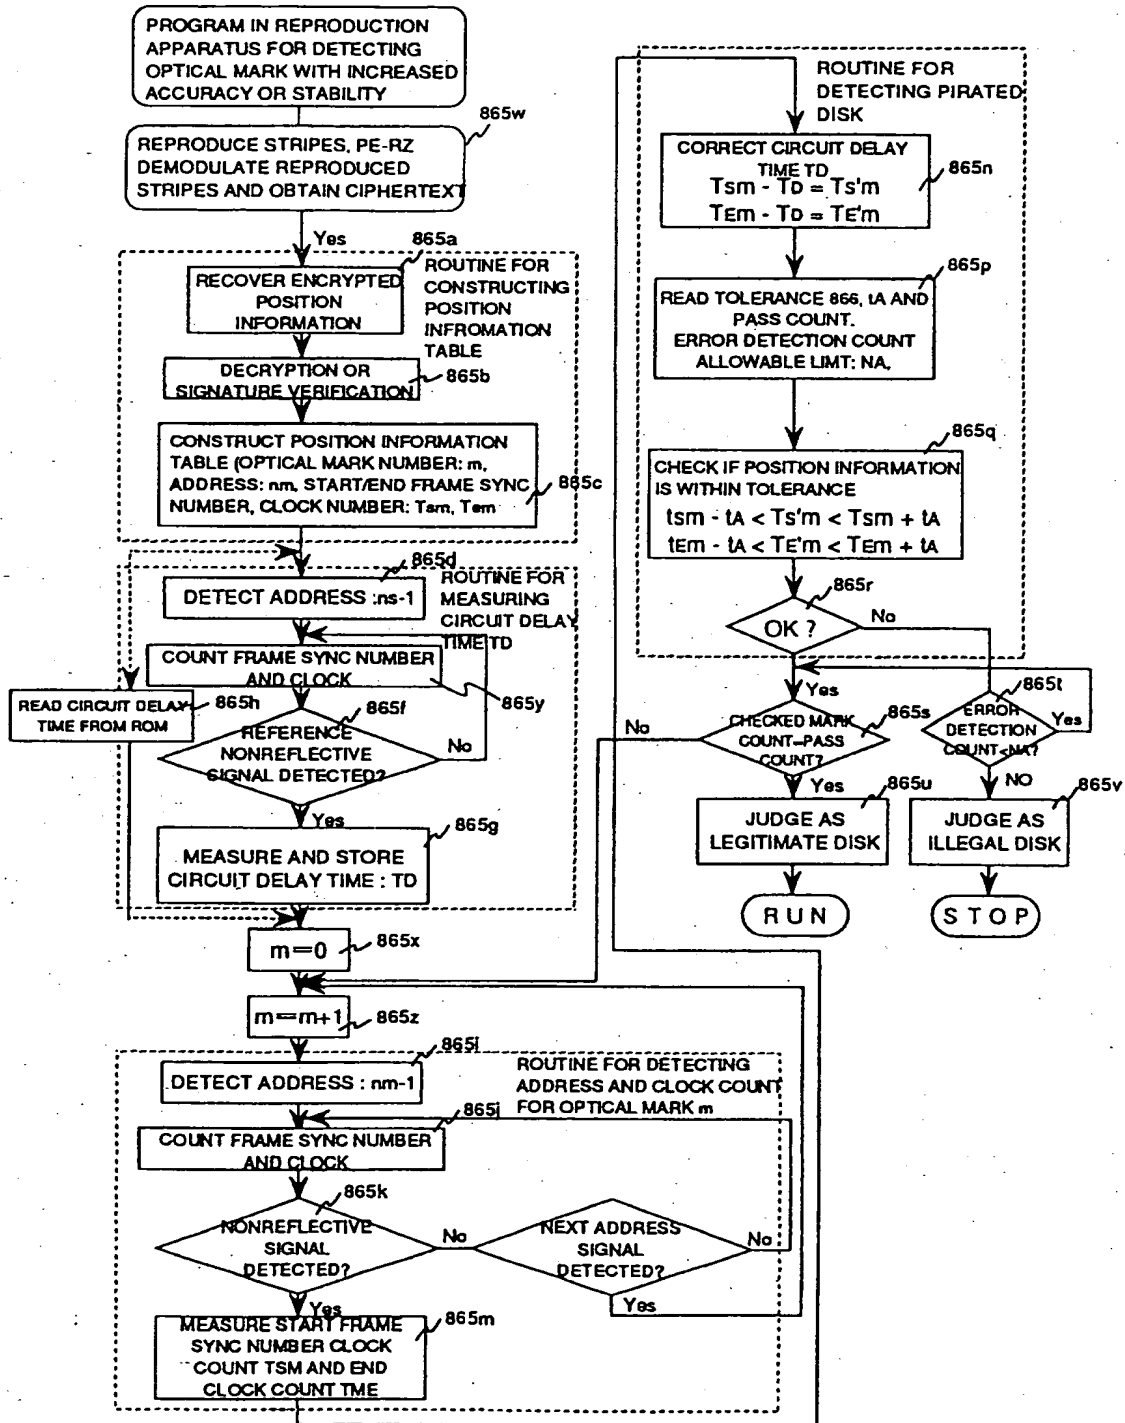 PROGRAM IN REPRODUCTION
APPARATUS FOR DETECTING
OPTICAL MARK WITH INCREASED
ACCURACY OR STABILITY
865w
REPRODUCE STRIPES, PE-RZ
DEMODULATE REPRODUCED
STRIPES AND OBTAIN CIPHERTEXT
Yes
865a
RECOVER ENCRYPTED
POSITION
INFORMATION
ROUTINE FOR
CONSTRUCTING
POSITION
INFROMATION
TABLE
DECRYPTION OR
SIGNATURE VERIFICATION
865b
CONSTRUCT POSITION INFORMATION
TABLE (OPTICAL MARK NUMBER: m,
ADDRESS: nm, START/END FRAME SYNC
NUMBER, CLOCK NUMBER: Tsm, Tem
865c
865d
DETECT ADDRESS :ns-1
ROUTINE FOR
MEASURING
CIRCUIT DELAY
TIME TD
COUNT FRAME SYNC NUMBER
AND CLOCK
865y
READ CIRCUIT DELAY
TIME FROM ROM
865h
865f
REFERENCE
NONREFLECTIVE
SIGNAL DETECTED?
No
Yes
865g
MEASURE AND STORE
CIRCUIT DELAY TIME : TD
m=0
865x
m=m+1
865z
865i
DETECT ADDRESS : nm-1
ROUTINE FOR DETECTING
ADDRESS AND CLOCK COUNT
FOR OPTICAL MARK m
865j
COUNT FRAME SYNC NUMBER
AND CLOCK
865k
NONREFLECTIVE
SIGNAL
DETECTED?
No
NEXT ADDRESS
SIGNAL
DETECTED?
No
Yes
Yes
MEASURE START FRAME
SYNC NUMBER CLOCK
COUNT TSM AND END
CLOCK COUNT TME
865m
ROUTINE FOR
DETECTING PIRATED
DISK
CORRECT CIRCUIT DELAY
TIME TD
Tsm - TD = Ts'm
TEm - TD = TE'm
865n
865p
READ TOLERANCE 866, tA AND
PASS COUNT.
ERROR DETECTION COUNT
ALLOWABLE LIMT: NA,
865q
CHECK IF POSITION INFORMATION
IS WITHIN TOLERANCE
tsm - tA < Ts'm < Tsm + tA
tEm - tA < TE'm < TEm + tA
865r
OK ?
No
Yes
865s
CHECKED MARK
COUNT=PASS
COUNT?
No
Yes
865t
ERROR
DETECTION
COUNT<NA?
Yes
NO
865u
JUDGE AS
LEGITIMATE DISK
865v
JUDGE AS
ILLEGAL DISK
RUN
STOP